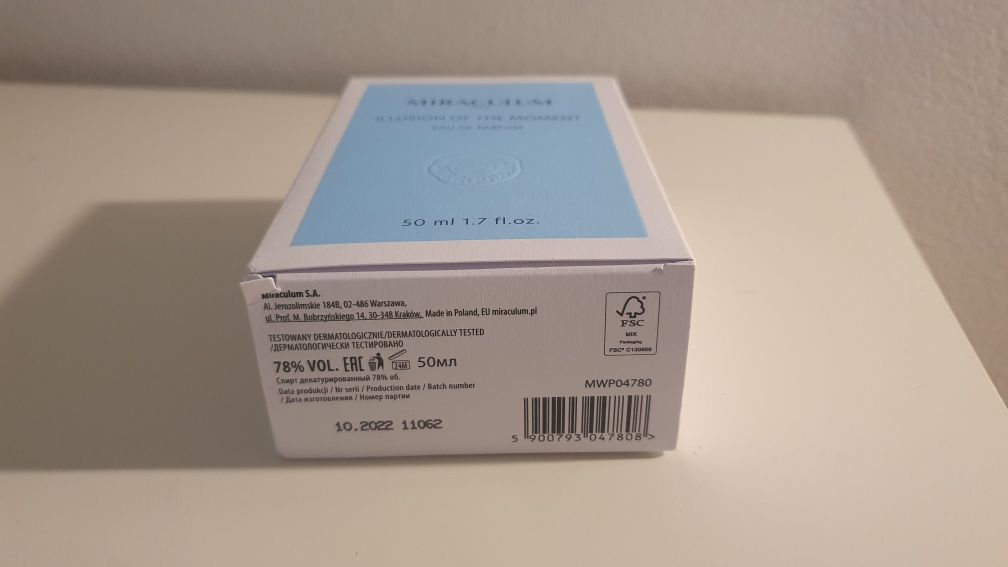 MIRACULUM
ILLUSION OF THE MOMENT
EAU DE PARFUM
50 ml 1.7 fl.oz.
Miraculum S.A.
Al. Jerozolimskie 184B, 02-486 Warszawa,
ul. Prof. M. Bobrzyńskiego 14, 30-348 Kraków, Made in Poland, EU miraculum.pl
TESTOWANY DERMATOLOGICZNIE/DERMATOLOGICALLY TESTED
/ДЕРМАТОЛОГИЧЕСКИ ТЕСТИРОВАНО
78% VOL. EAC 24M 50мл
Спирт денатурированный 78% об.
Data produkcji / Nr serii / Production date / Batch number
/ Дата изготовления / Номер партии
10.2022 11062
FSC
MIX
Packaging
FSC® C130908
MWP04780
5 900793 047808 >